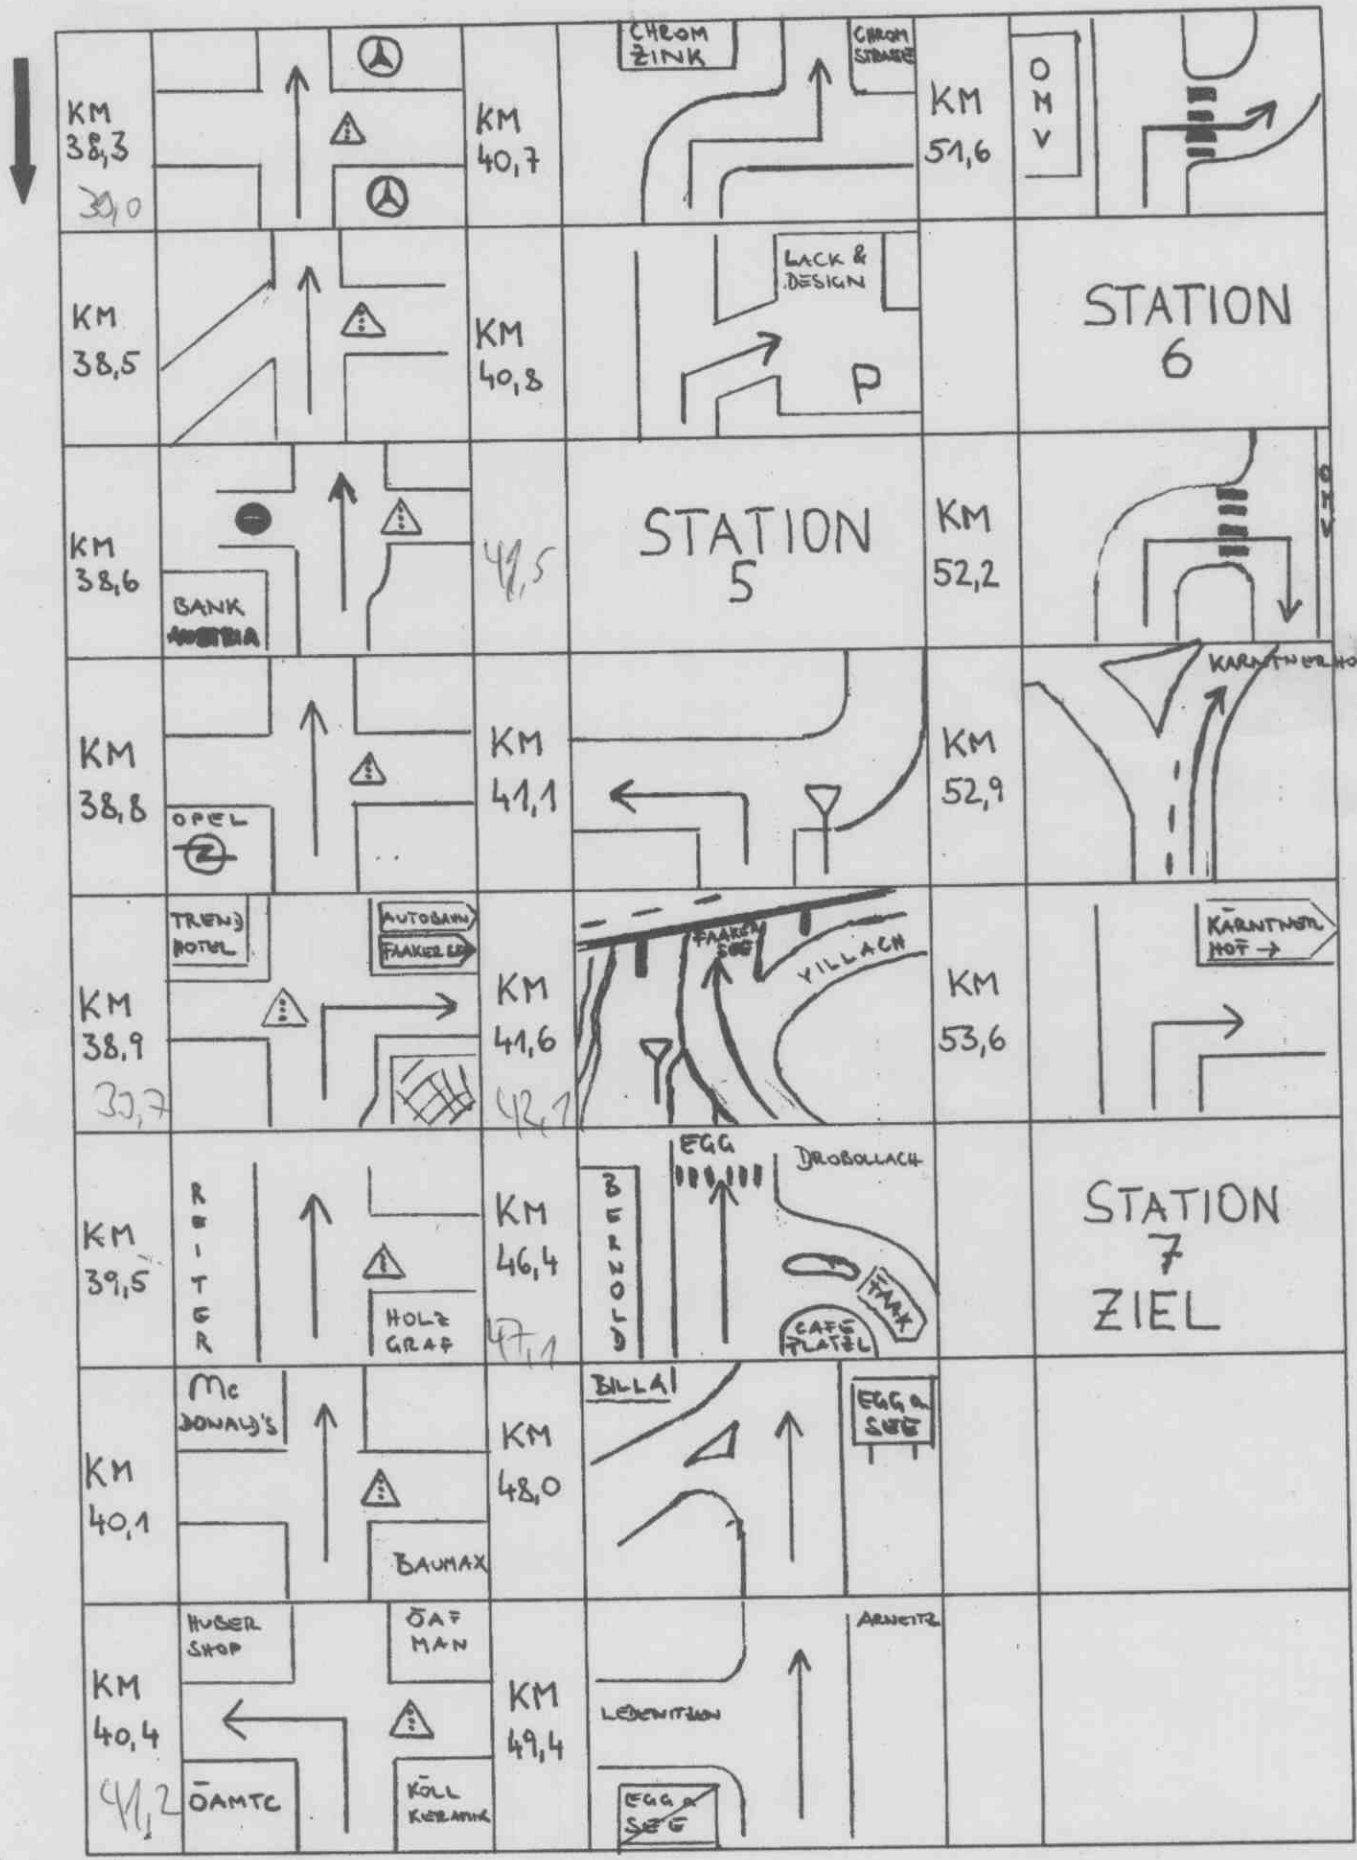 KM
38,3
39,0
KM
38,5
KM
38,6
BANK
AUSTRIA
KM
38,8
OPEL
KM
38,9
39,7
TREND
HOTEL
AUTOBAHN
FAAKER SEE
KM
39,5
REITER
HOLZ
GRAF
KM
40,1
Mc
DONALD'S
BAUMAX
KM
40,4
41,2
HUBER
SHOP
ÖAF
MAN
ÖAMTC
KÖLL
KERAMIK
KM
40,7
CHROM
ZINK
CHROM
STRASSE
KM
40,8
LACK &
DESIGN
P
41,5
STATION
5
KM
41,1
KM
41,6
42,1
FAAKER
SEE
VILLACH
KM
46,4
47,1
BERNOLD
EGG
DROBOLLACH
FAAK
CAFE
PLATZL
KM
48,0
BILLA
EGG a
SEE
KM
49,4
LEDENITZEN
ARNEITZ
EGG a
SEE
KM
51,6
OMV
STATION
6
KM
52,2
OMV
KM
52,9
KÄRNTNER HO
KM
53,6
KÄRNTNER
HOF →
STATION
7
ZIEL